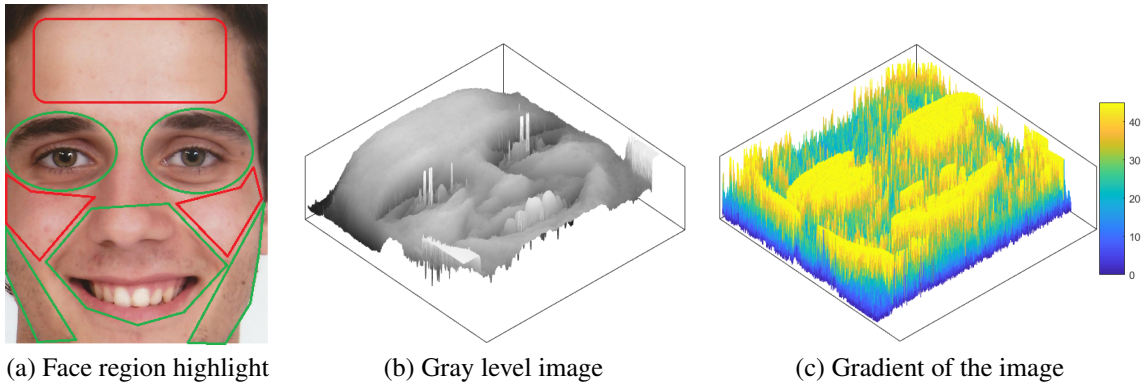 40
30
20
10
0
(a) Face region highlight
(b) Gray level image
(c) Gradient of the image